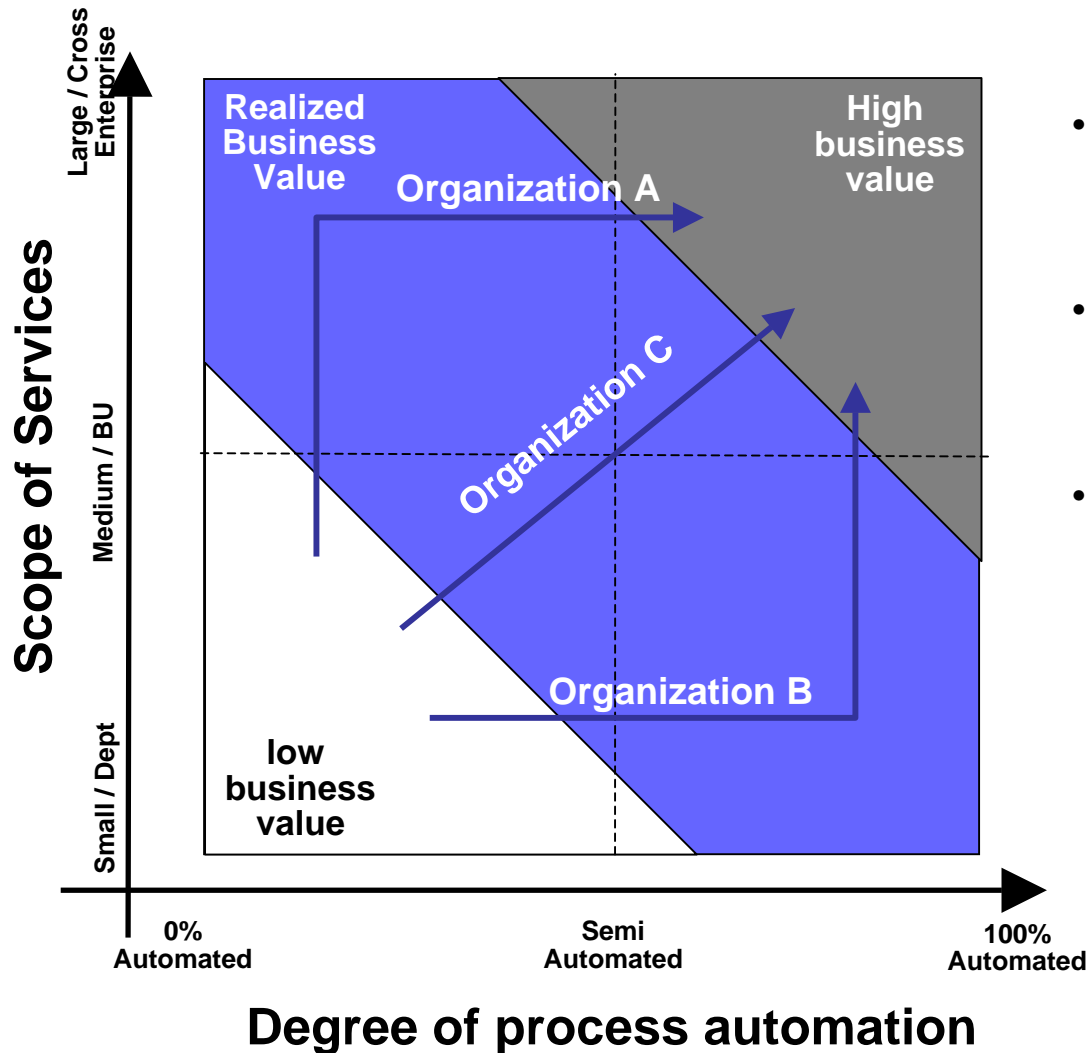 Large / Cross
Enterprise
Realized
Business
Value
High
business
value
Organization A
Scope of Services
Medium / BU
Organization C
Organization B
Small / Dept
low
business
value
0%
Automated
Semi
Automated
100%
Automated
Degree of process automation
•
•
•